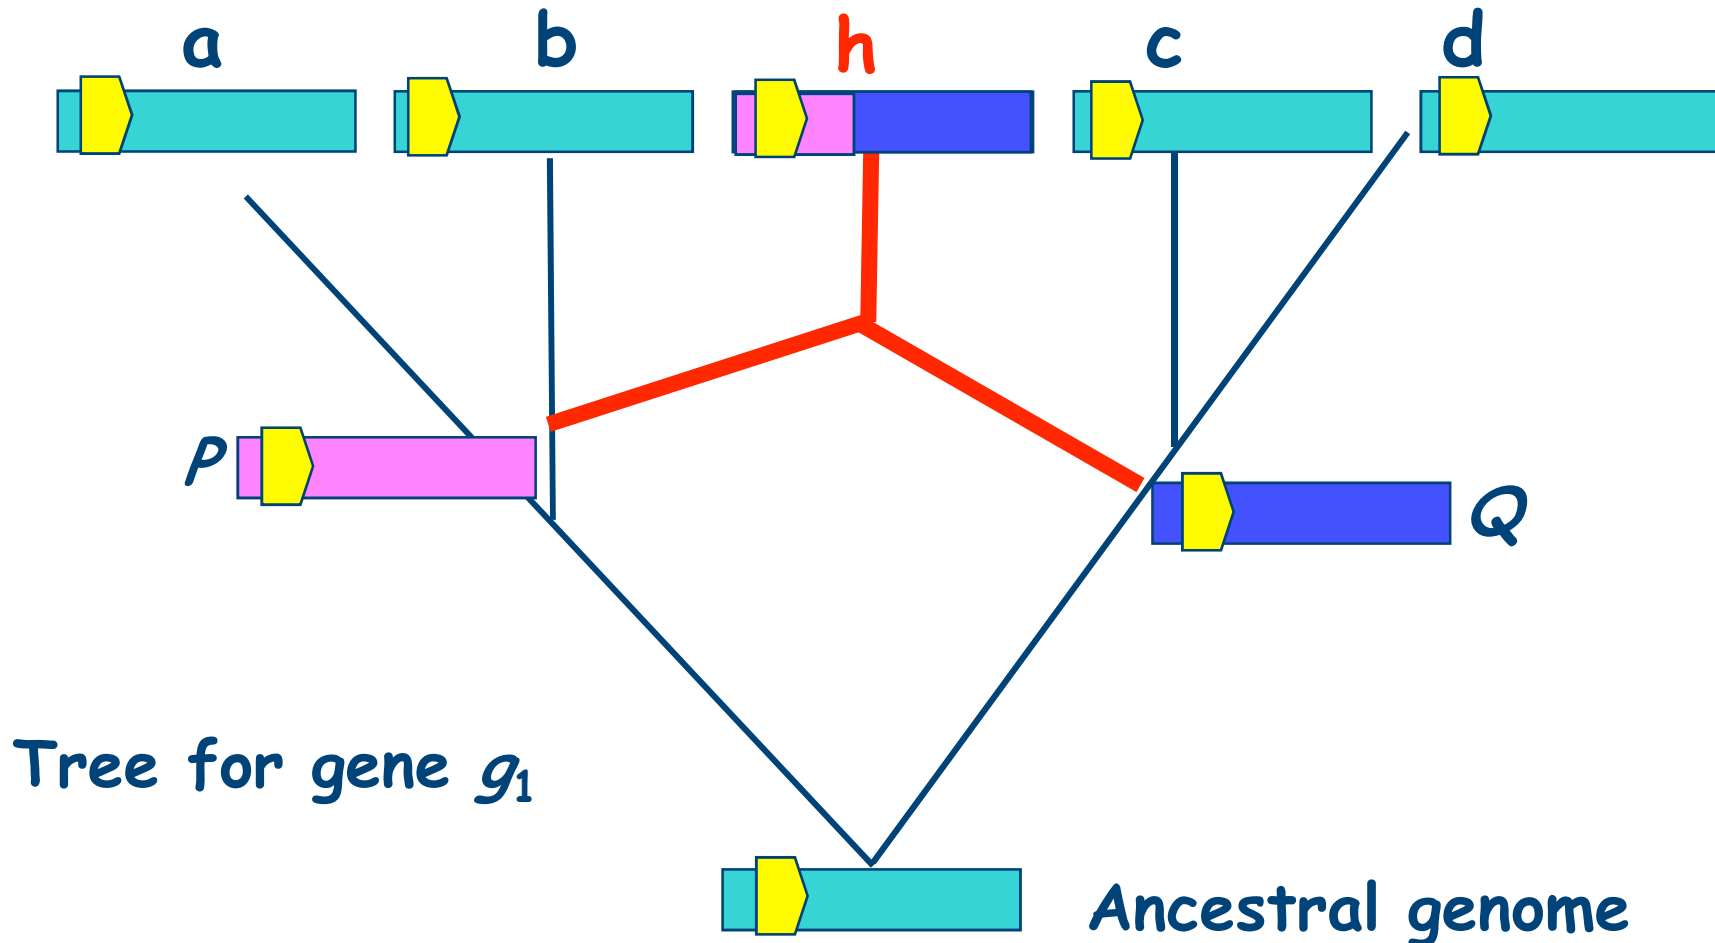 a b h c d
P
Q
Tree for gene g₁
Ancestral genome